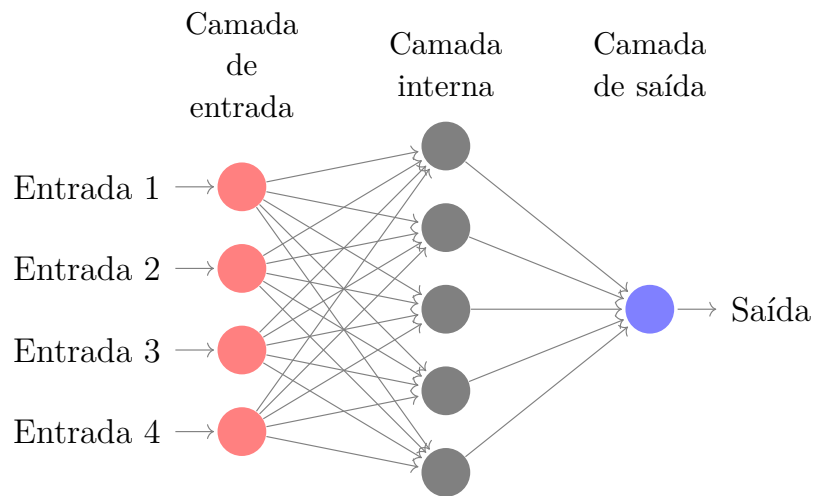 Camada
de
entrada
Camada
interna
Camada
de saída
Entrada 1
Entrada 2
Entrada 3
Entrada 4
Saída